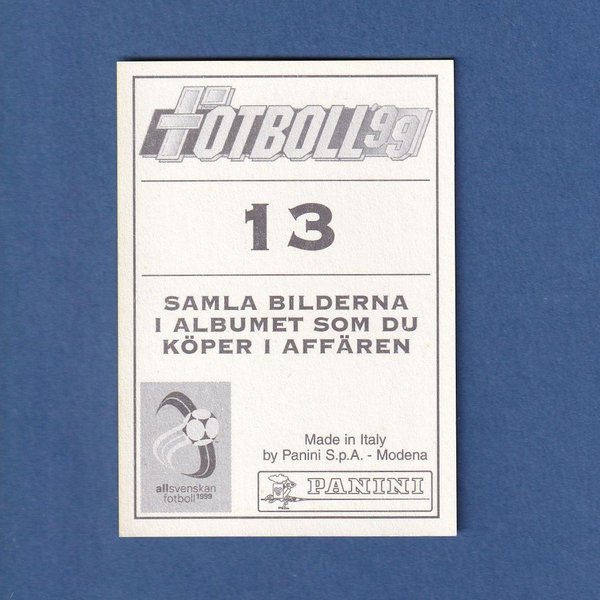 FOTBOLL'99
13
SAMLA BILDERNA
I ALBUMET SOM DU
KÖPER I AFFÄREN
allsvenskan
fotboll 1999
Made in Italy
by Panini S.p.A. - Modena
PANINI